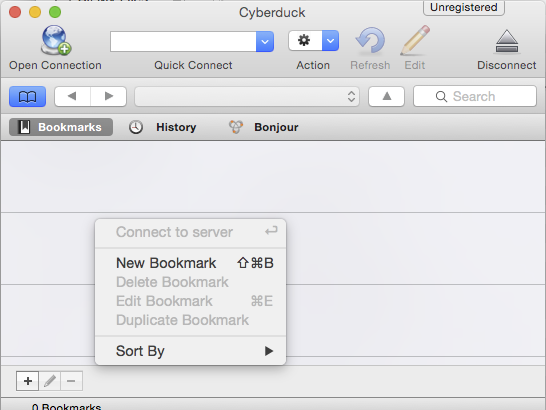 Cyberduck
Unregistered
Open Connection
Quick Connect
Action
Refresh
Edit
Disconnect
Search
Bookmarks
History
Bonjour
Connect to server ↩
New Bookmark ⇧⌘B
Delete Bookmark
Edit Bookmark ⌘E
Duplicate Bookmark
Sort By
0 Bookmarks